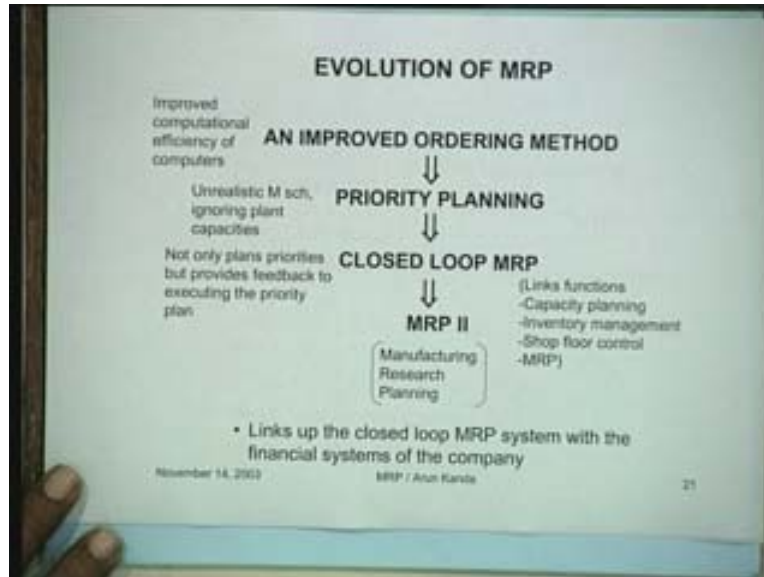 EVOLUTION OF MRP
Improved
computational
efficiency of
computers
AN IMPROVED ORDERING METHOD
⇓
Unrealistic M sch,
ignoring plant
capacities
PRIORITY PLANNING
⇓
Not only plans priorities
but provides feedback to
executing the priority
plan
CLOSED LOOP MRP
⇓
(Links functions
-Capacity planning
-Inventory management
-Shop floor control
-MRP)
MRP II
Manufacturing
Research
Planning
• Links up the closed loop MRP system with the
financial systems of the company
November 14, 2003
MRP / Arun Kanda
21